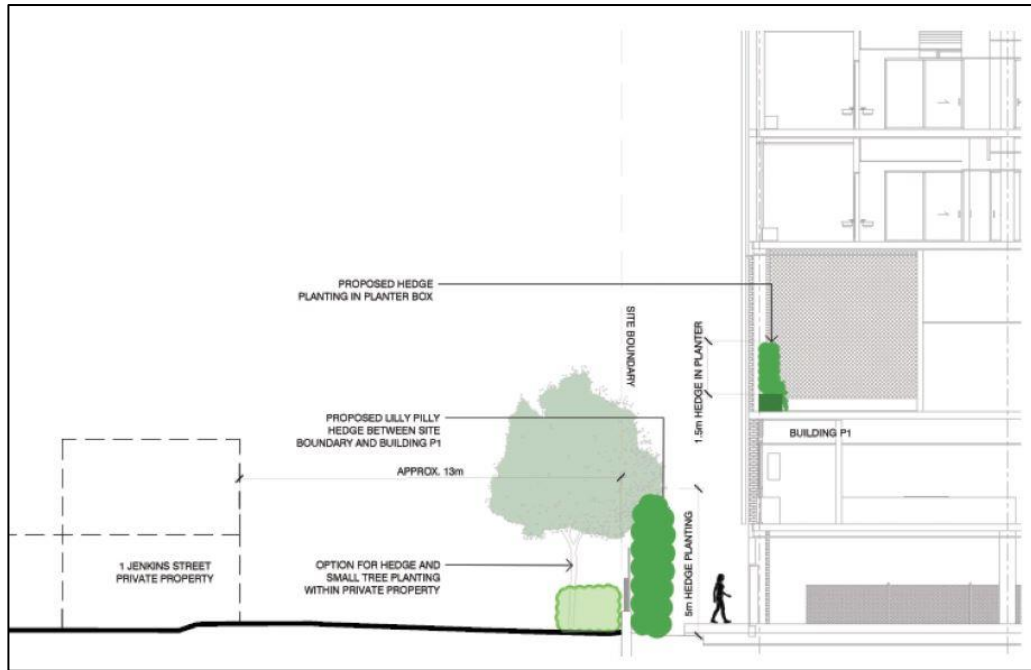 PROPOSED HEDGE
PLANTING IN PLANTER BOX
SITE BOUNDARY
1.5m HEDGE IN PLANTER
PROPOSED LILLY PILLY
HEDGE BETWEEN SITE
BOUNDARY AND BUILDING P1
BUILDING P1
APPROX. 13m
1 JENKINS STREET
PRIVATE PROPERTY
OPTION FOR HEDGE AND
SMALL TREE PLANTING
WITHIN PRIVATE PROPERTY
5m HEDGE PLANTING